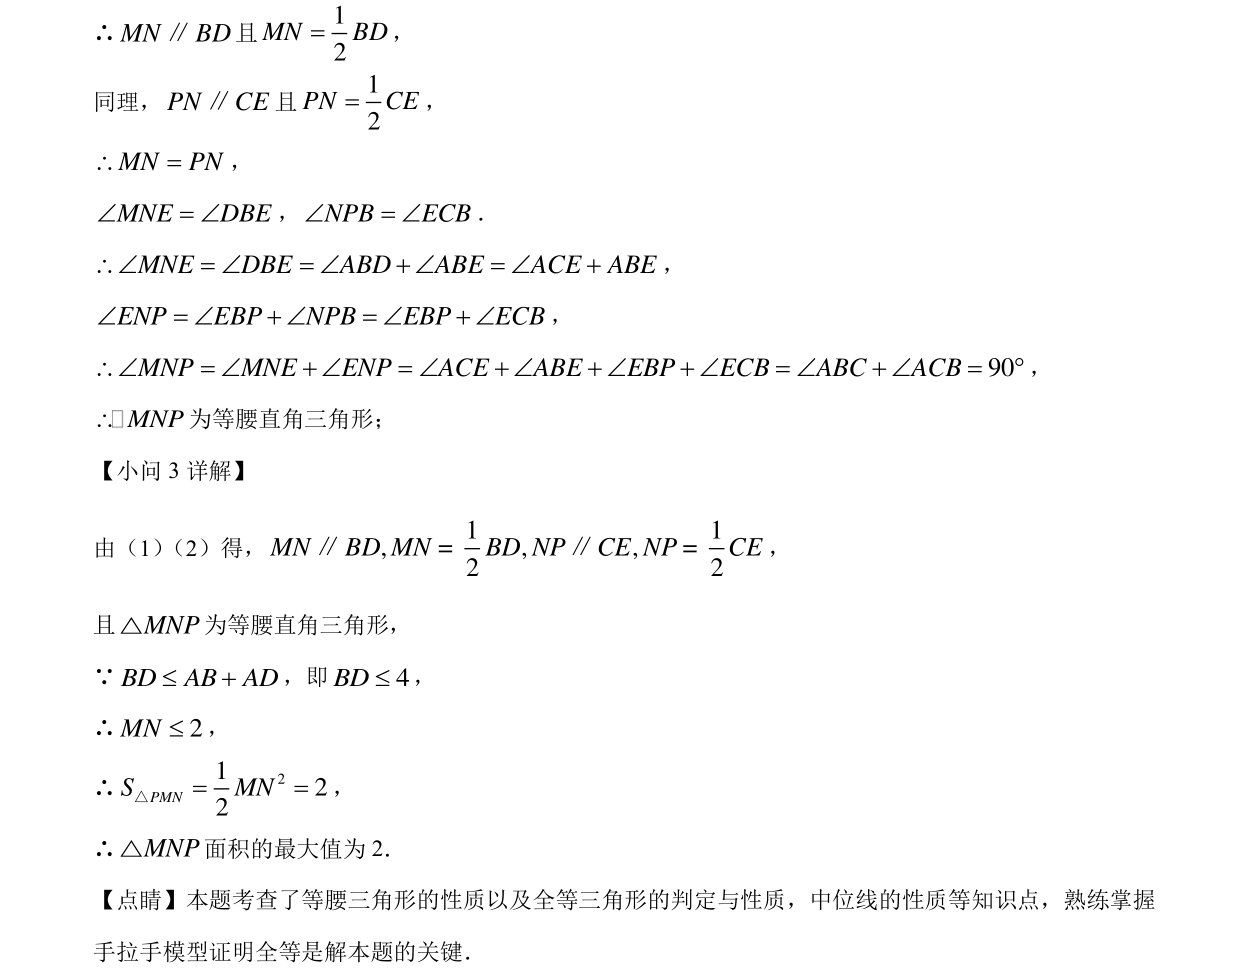 ∴ MN ∥ BD 且 MN = 1/2 BD，
同理， PN ∥ CE 且 PN = 1/2 CE ，
∴ MN = PN ，
∠MNE = ∠DBE ， ∠NPB = ∠ECB .
∴ ∠MNE = ∠DBE = ∠ABD + ∠ABE = ∠ACE + ABE ，
∠ENP = ∠EBP + ∠NPB = ∠EBP + ∠ECB ，
∴ ∠MNP = ∠MNE + ∠ENP = ∠ACE + ∠ABE + ∠EBP + ∠ECB = ∠ABC + ∠ACB = 90° ，
∴□ MNP 为等腰直角三角形；
【小问 3 详解】
由（1）（2）得， MN ∥ BD, MN = 1/2 BD, NP ∥ CE, NP = 1/2 CE ，
且 △MNP 为等腰直角三角形，
∵ BD ≤ AB + AD ，即 BD ≤ 4 ，
∴ MN ≤ 2 ，
∴ S△PMN = 1/2 MN² = 2 ，
∴ △MNP 面积的最大值为 2．
【点睛】本题考查了等腰三角形的性质以及全等三角形的判定与性质，中位线的性质等知识点，熟练掌握
手拉手模型证明全等是解本题的关键．